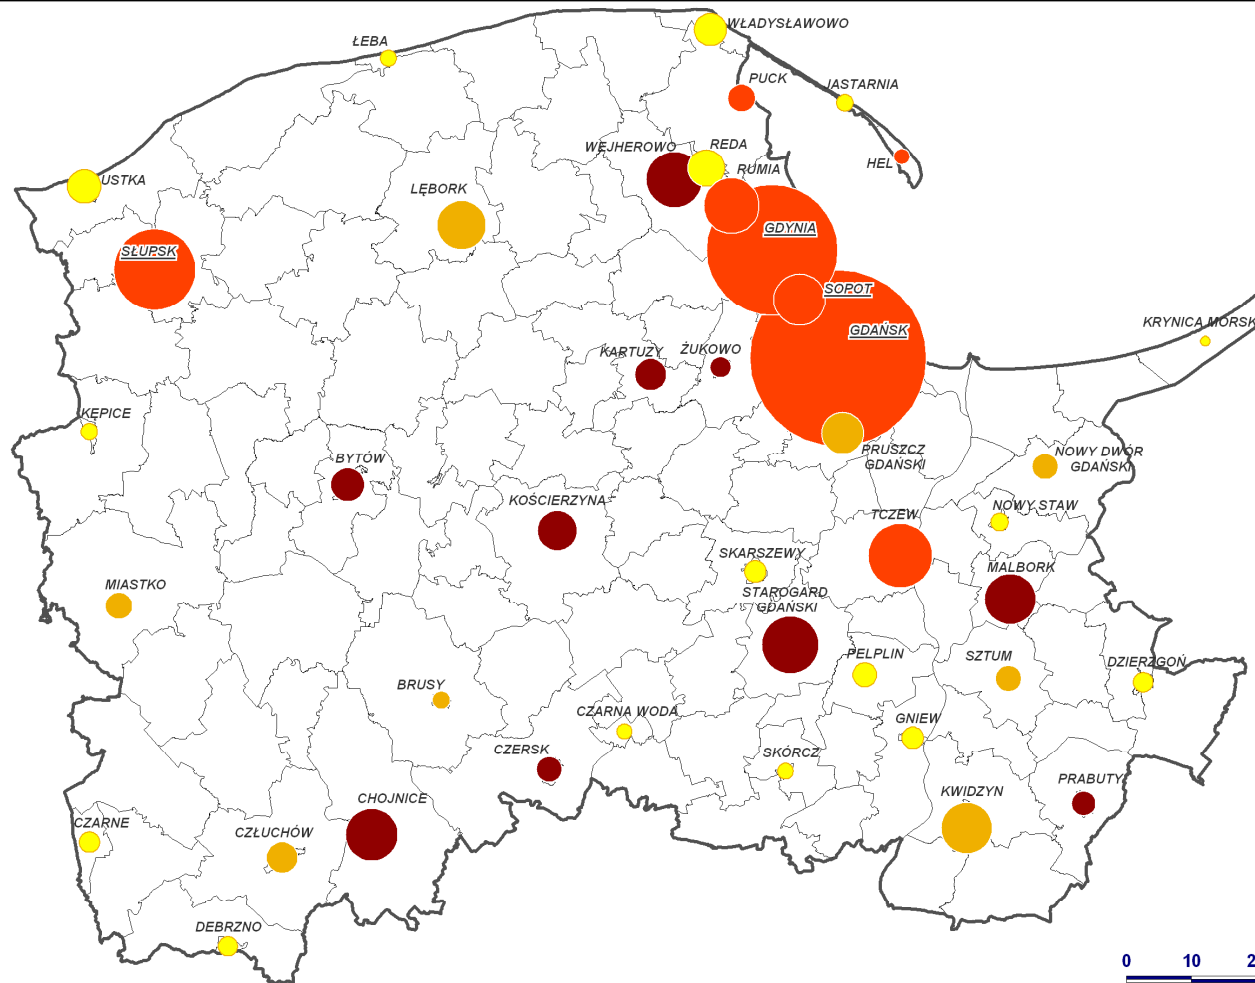 WŁADYSŁAWOWO
ŁEBA
PUCK
JASTARNIA
WEJHEROWO
REDA
HEL
RUMIA
USTKA
LĘBORK
GDYNIA
SŁUPSK
SOPOT
GDAŃSK
KRYNICA MORSK
KARTUZY
ŻUKOWO
KĘPICE
PRUSZCZ
GDAŃSKI
NOWY DWÓR
GDAŃSKI
BYTÓW
KOŚCIERZYNA
NOWY STAW
TCZEW
SKARSZEWY
MALBORK
MIASTKO
STAROGARD
GDAŃSKI
PELPLIN
SZTUM
DZIERZGOŃ
BRUSY
CZARNA WODA
GNIEW
CZERSK
SKÓRCZ
PRABUTY
KWIDZYN
CHOJNICE
CZARNE
CZŁUCHÓW
DEBRZNO
0 10 2